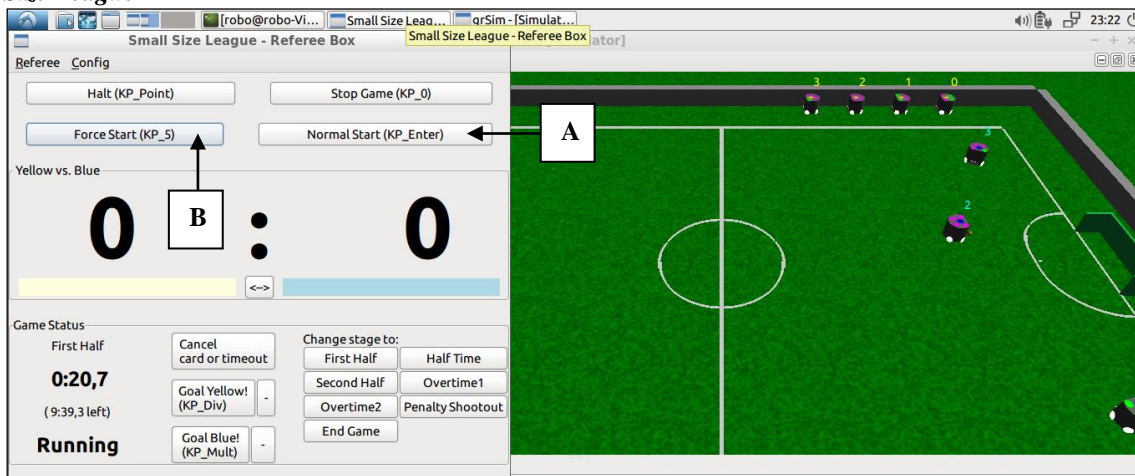 [robo@robo-Vi... Small Size Leag... grSim - [Simulat... 23:22
Small Size League - Referee Box
Small Size League - Referee Box
ator]
Referee Config
Halt (KP_Point) Stop Game (KP_0)
Force Start (KP_5) Normal Start (KP_Enter)
A
B
Yellow vs. Blue
0 : 0
<-->
3 2 1 0
3
2
Game Status
First Half
0:20,7
( 9:39,3 left)
Running
Cancel
card or timeout
Goal Yellow!
(KP_Div)
-
Goal Blue!
(KP_Mult)
-
Change stage to:
First Half Half Time
Second Half Overtime1
Overtime2 Penalty Shootout
End Game